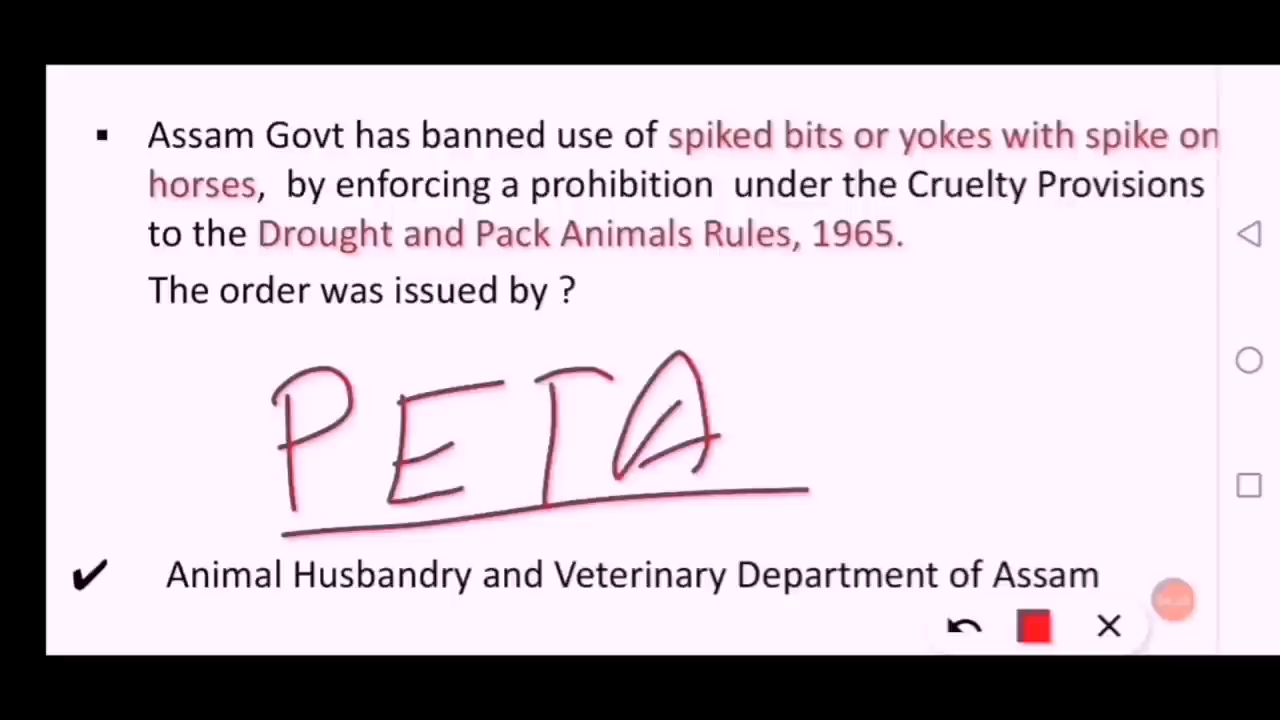 ▪ Assam Govt has banned use of spiked bits or yokes with spike on
horses, by enforcing a prohibition under the Cruelty Provisions
to the Drought and Pack Animals Rules, 1965.
The order was issued by ?
PETA
✔ Animal Husbandry and Veterinary Department of Assam